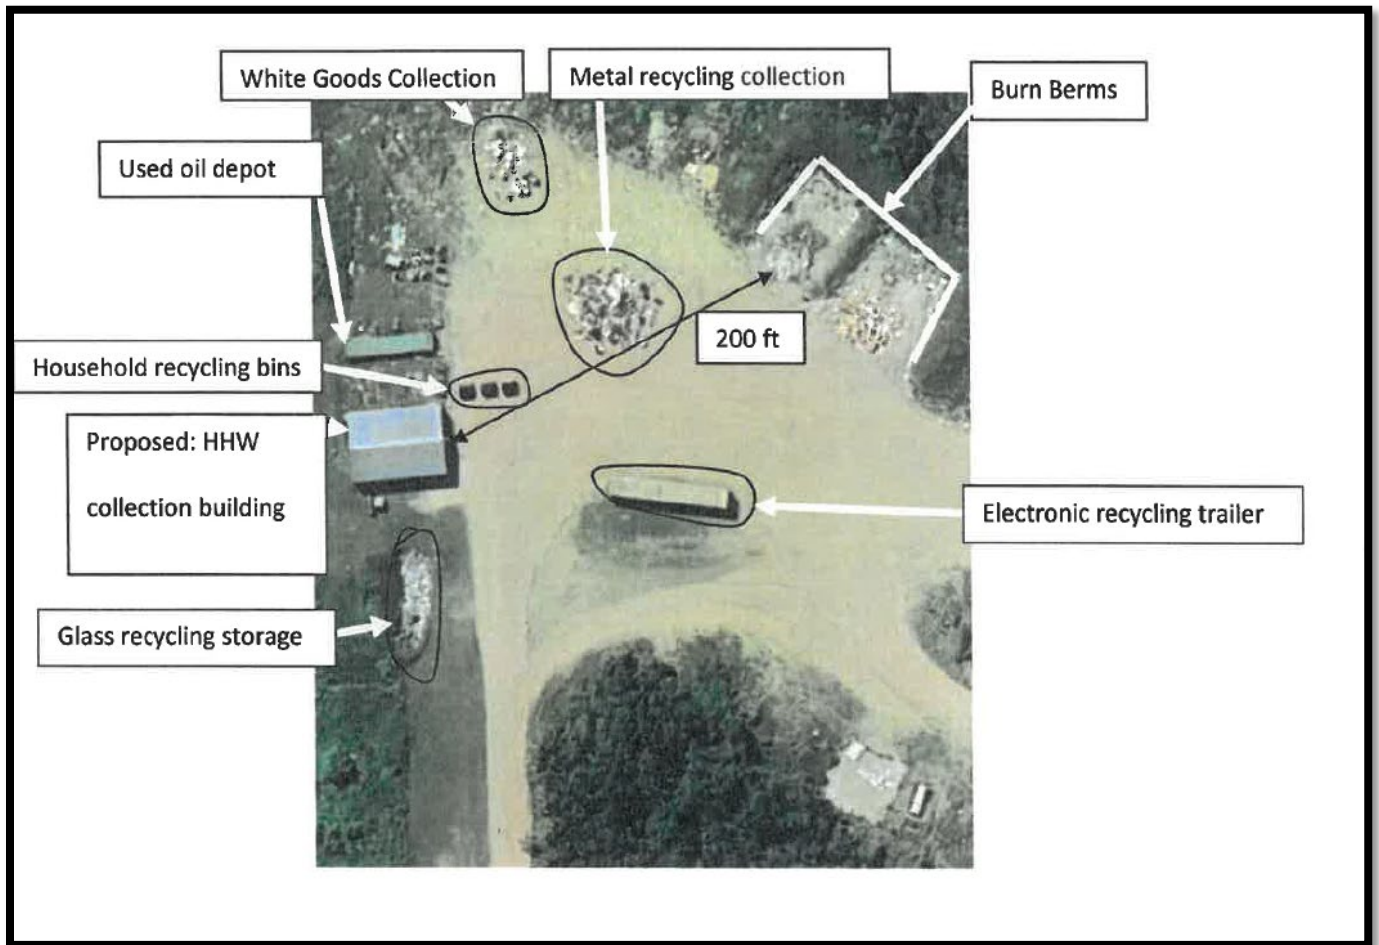 White Goods Collection
Metal recycling collection
Burn Berms
Used oil depot
200 ft
Household recycling bins
Proposed: HHW
collection building
Electronic recycling trailer
Glass recycling storage